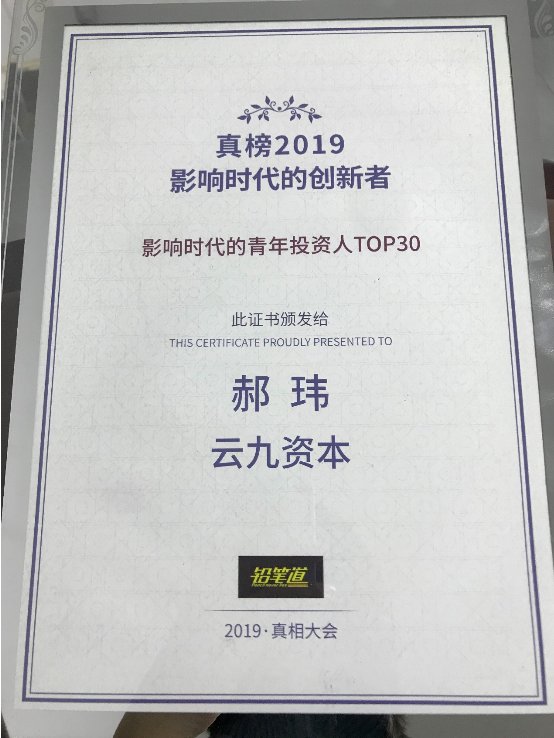 真榜2019
影响时代的创新者
影响时代的青年投资人TOP30
此证书颁发给
THIS CERTIFICATE PROUDLY PRESENTED TO
郝 玮
云九资本
铅笔道
2019·真相大会